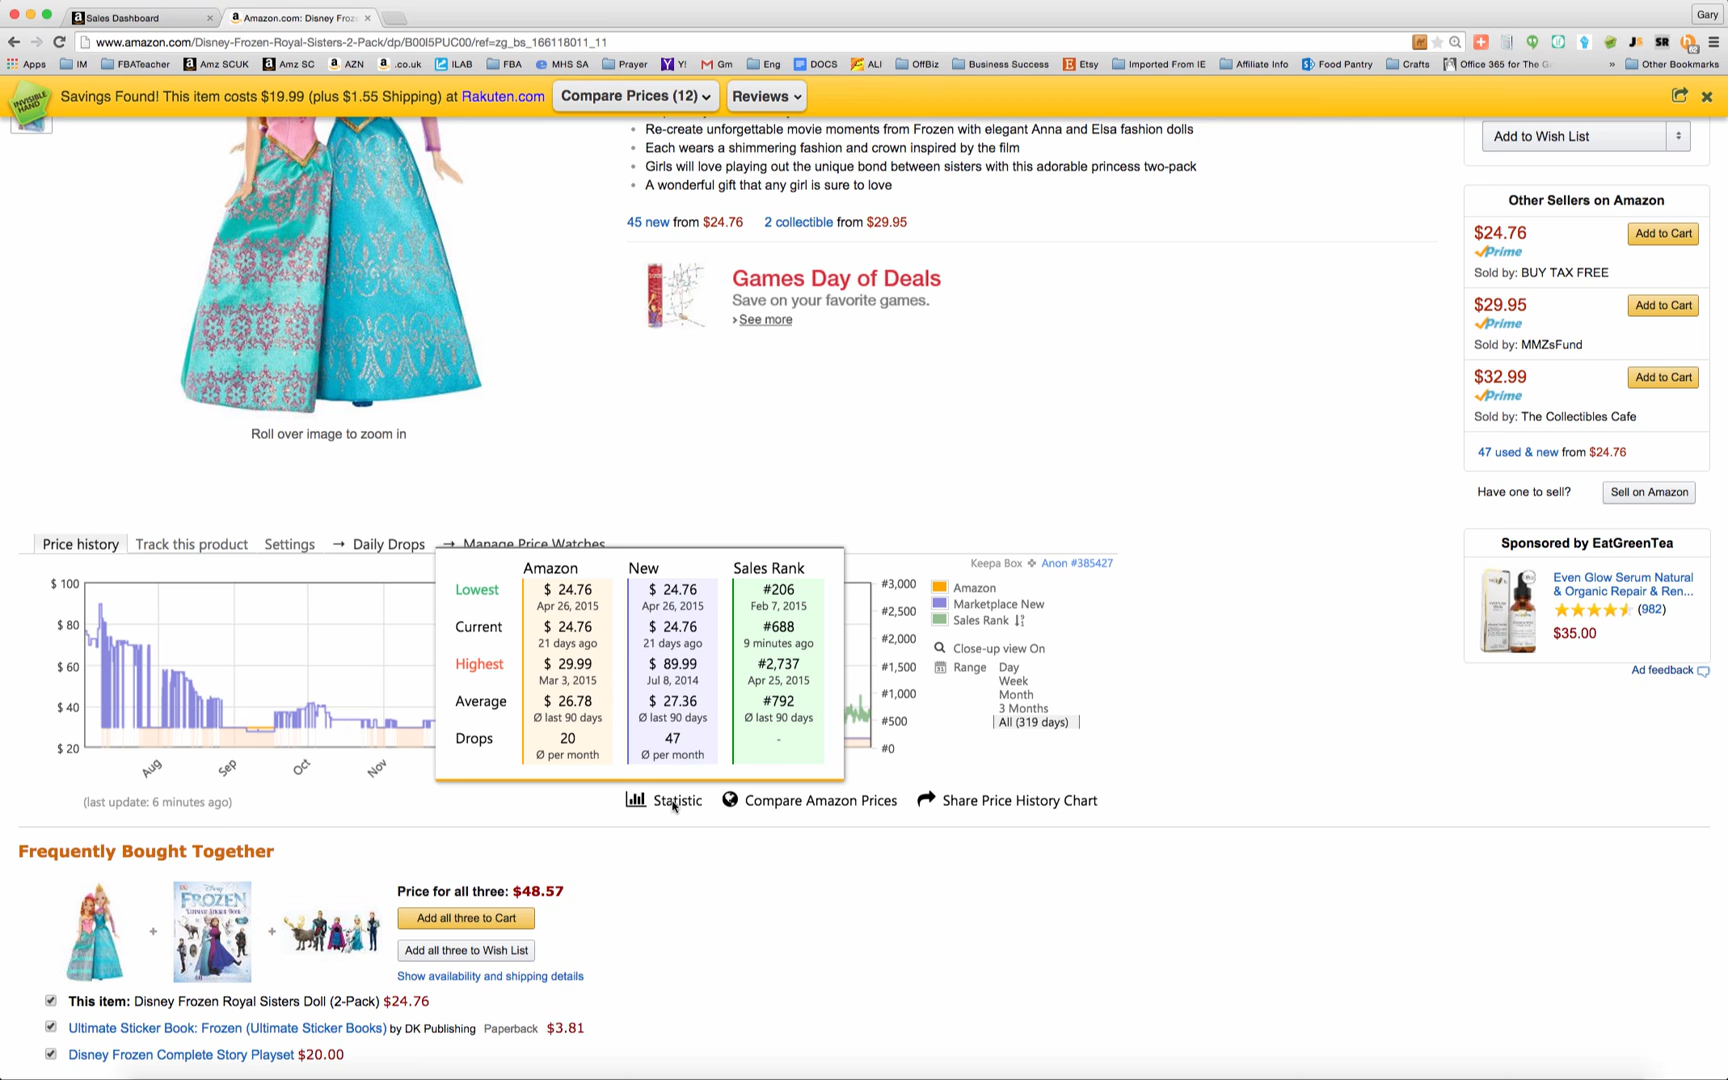 Sales Dashboard
Amazon.com: Disney Froz
Gary
www.amazon.com/Disney-Frozen-Royal-Sisters-2-Pack/dp/B00I5PUC00/ref=zg_bs_166118011_11
Apps IM FBATeacher Amz SCUK Amz SC AZN .co.uk ILAB FBA MHS SA Prayer Y! Gm Eng DOCS ALI OffBiz Business Success Etsy Imported From IE Affiliate Info Food Pantry Crafts Office 365 for The » Other Bookmarks
INVISIBLE HAND
Savings Found! This item costs $19.99 (plus $1.55 Shipping) at Rakuten.com
Compare Prices (12)
Reviews
Re-create unforgettable movie moments from Frozen with elegant Anna and Elsa fashion dolls
Each wears a shimmering fashion and crown inspired by the film
Girls will love playing out the unique bond between sisters with this adorable princess two-pack
A wonderful gift that any girl is sure to love
45 new from $24.76 2 collectible from $29.95
Games Day of Deals
Save on your favorite games.
› See more
Roll over image to zoom in
Add to Wish List
Other Sellers on Amazon
$24.76 Add to Cart
Prime
Sold by: BUY TAX FREE
$29.95 Add to Cart
Prime
Sold by: MMZsFund
$32.99 Add to Cart
Prime
Sold by: The Collectibles Cafe
47 used & new from $24.76
Have one to sell? Sell on Amazon
Sponsored by EatGreenTea
Even Glow Serum Natural
& Organic Repair & Ren...
(982)
$35.00
Ad feedback
Price history Track this product Settings → Daily Drops → Manage Price Watches
Keepa Box Anon #385427
$ 100
$ 80
$ 60
$ 40
$ 20
Aug Sep Oct Nov
Amazon New Sales Rank
Lowest $ 24.76 $ 24.76 #206
Apr 26, 2015 Apr 26, 2015 Feb 7, 2015
Current $ 24.76 $ 24.76 #688
21 days ago 21 days ago 9 minutes ago
Highest $ 29.99 $ 89.99 #2,737
Mar 3, 2015 Jul 8, 2014 Apr 25, 2015
Average $ 26.78 $ 27.36 #792
Ø last 90 days Ø last 90 days Ø last 90 days
Drops 20 47 -
Ø per month Ø per month
#3,000
#2,500
#2,000
#1,500
#1,000
#500
#0
Amazon
Marketplace New
Sales Rank
Close-up view On
Range Day
Week
Month
3 Months
All (319 days)
(last update: 6 minutes ago)
Statistic Compare Amazon Prices Share Price History Chart
Frequently Bought Together
DISNEY
FROZEN
ULTIMATE STICKER BOOK
+ +
Price for all three: $48.57
Add all three to Cart
Add all three to Wish List
Show availability and shipping details
This item: Disney Frozen Royal Sisters Doll (2-Pack) $24.76
Ultimate Sticker Book: Frozen (Ultimate Sticker Books) by DK Publishing Paperback $3.81
Disney Frozen Complete Story Playset $20.00